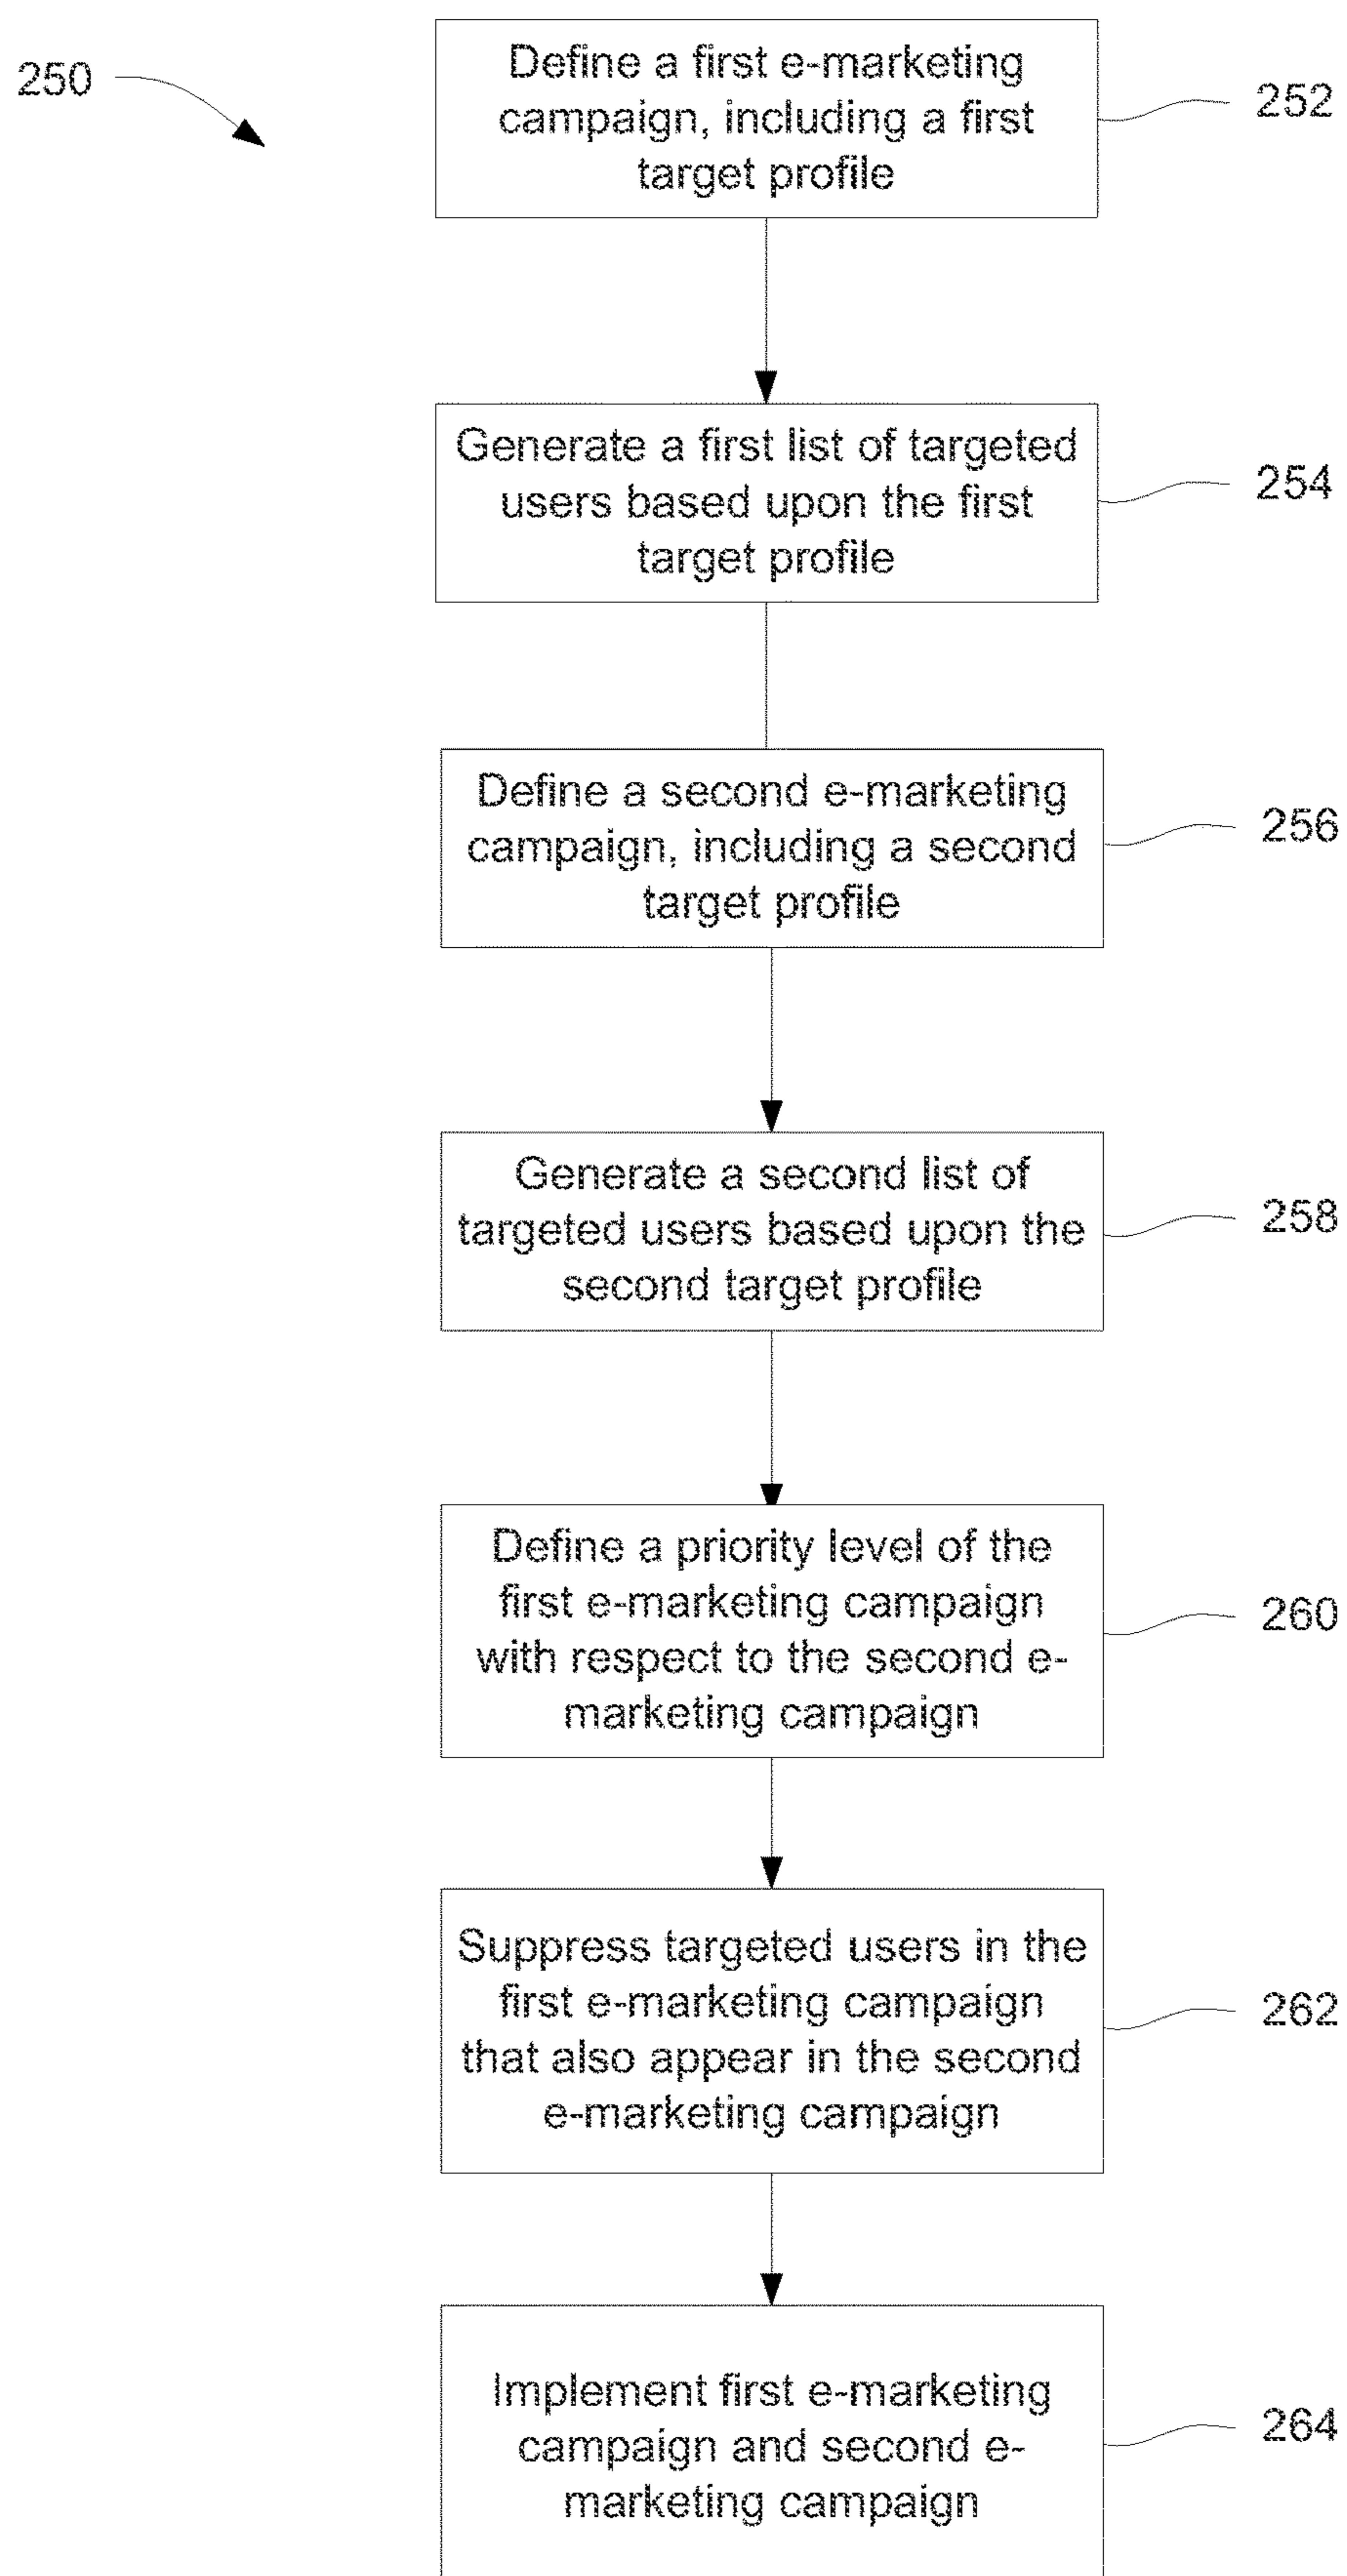 250
Define a first e-marketing
campaign, including a first
target profile
252
Generate a first list of targeted
users based upon the first
target profile
254
Define a second e-marketing
campaign, including a second
target profile
256
Generate a second list of
targeted users based upon the
second target profile
258
Define a priority level of the
first e-marketing campaign
with respect to the second e-
marketing campaign
260
Suppress targeted users in the
first e-marketing campaign
that also appear in the second
e-marketing campaign
262
Implement first e-marketing
campaign and second e-
marketing campaign
264